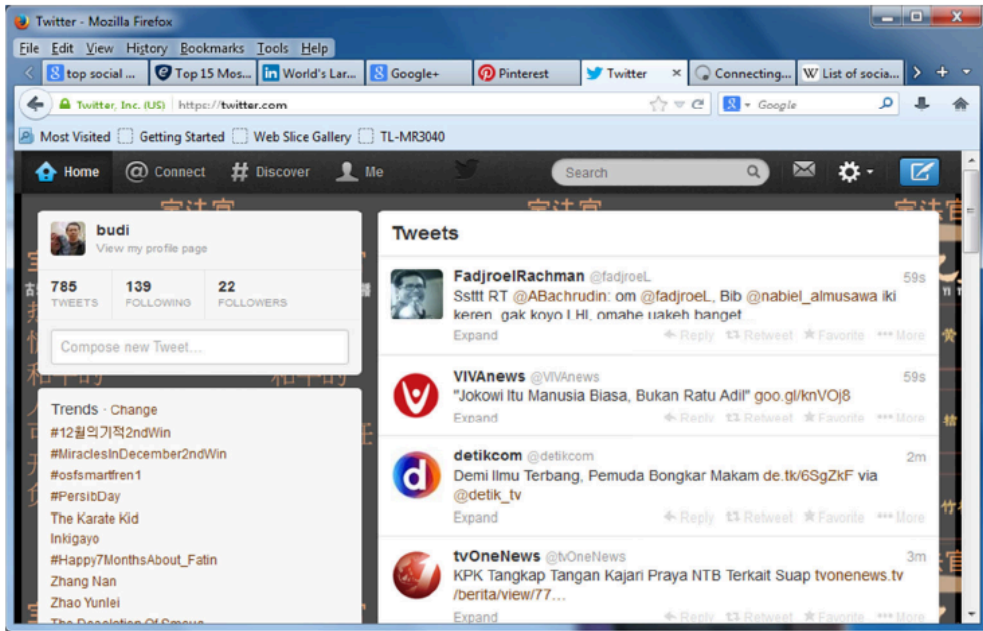 Twitter - Mozilla Firefox
File Edit View History Bookmarks Tools Help
top social ... Top 15 Mos... World's Lar... Google+ Pinterest Twitter Connecting... List of socia...
Twitter, Inc. (US) https://twitter.com Google
Most Visited Getting Started Web Slice Gallery TL-MR3040
Home Connect Discover Me Search
budi
View my profile page
785 139 22
TWEETS FOLLOWING FOLLOWERS
Compose new Tweet...
Trends · Change
#12월의기적2ndWin
#MiraclesInDecember2ndWin
#osfsmartfren1
#PersibDay
The Karate Kid
Inkigayo
#Happy7MonthsAbout_Fatin
Zhang Nan
Zhao Yunlei
The Desolation Of Smaug
Tweets
FadjroelRachman @fadjroeL 59s
Ssttt RT @ABachrudin: om @fadjroeL, Bib @nabiel_almusawa iki
keren, gak koyo LHI, omahe uakeh banget...
Expand Reply Retweet Favorite More
VIVAnews @VIVAnews 59s
"Jokowi Itu Manusia Biasa, Bukan Ratu Adil" goo.gl/knVOj8
Expand Reply Retweet Favorite More
detikcom @detikcom 2m
Demi Ilmu Terbang, Pemuda Bongkar Makam de.tk/6SgZkF via
@detik_tv
Expand Reply Retweet Favorite More
tvOneNews @tvOneNews 3m
KPK Tangkap Tangan Kajari Praya NTB Terkait Suap tvonenews.tv
/berita/view/77...
Expand Reply Retweet Favorite More